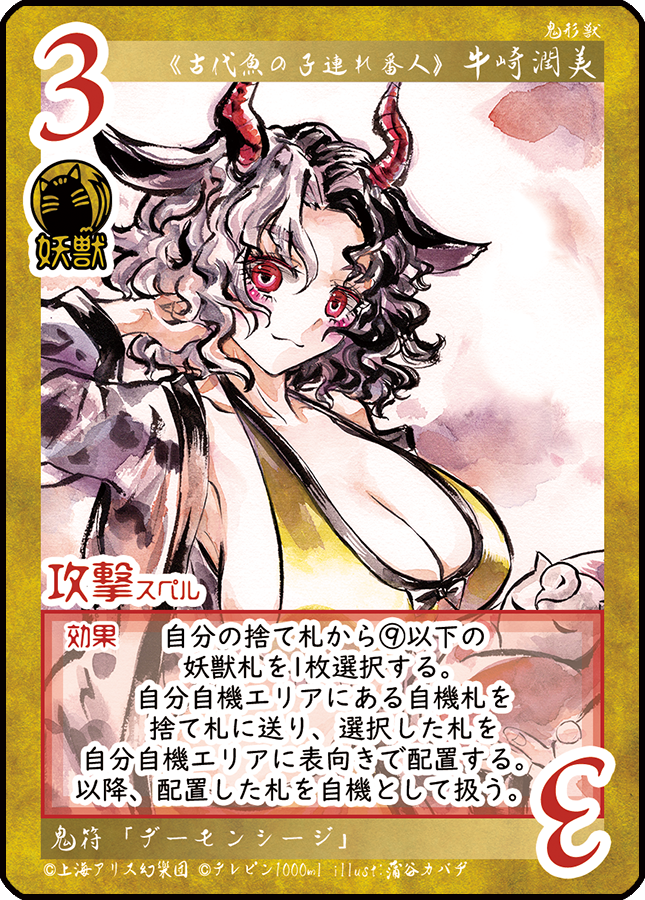 鬼形獣
3
《古代魚の子連れ番人》 牛崎潤美
妖獣
攻撃スペル
効果
自分の捨て札から⑨以下の
妖獣札を1枚選択する。
自分自機エリアにある自機札を
捨て札に送り、選択した札を
自分自機エリアに表向きで配置する。
以降、配置した札を自機として扱う。
鬼符「デーモンシージ」
3
©上海アリス幻樂団 ©テレビン1000ml illust:蒲谷カバヂ